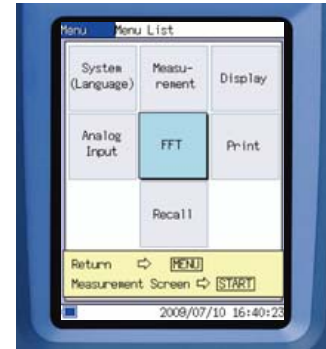 Menu Menu List
System Measu- Display
(Language) rement
Analog FFT Print
Input
Recall
Return ⇨ MENU
Measurement Screen ⇨ START
2009/07/10 16:40:23